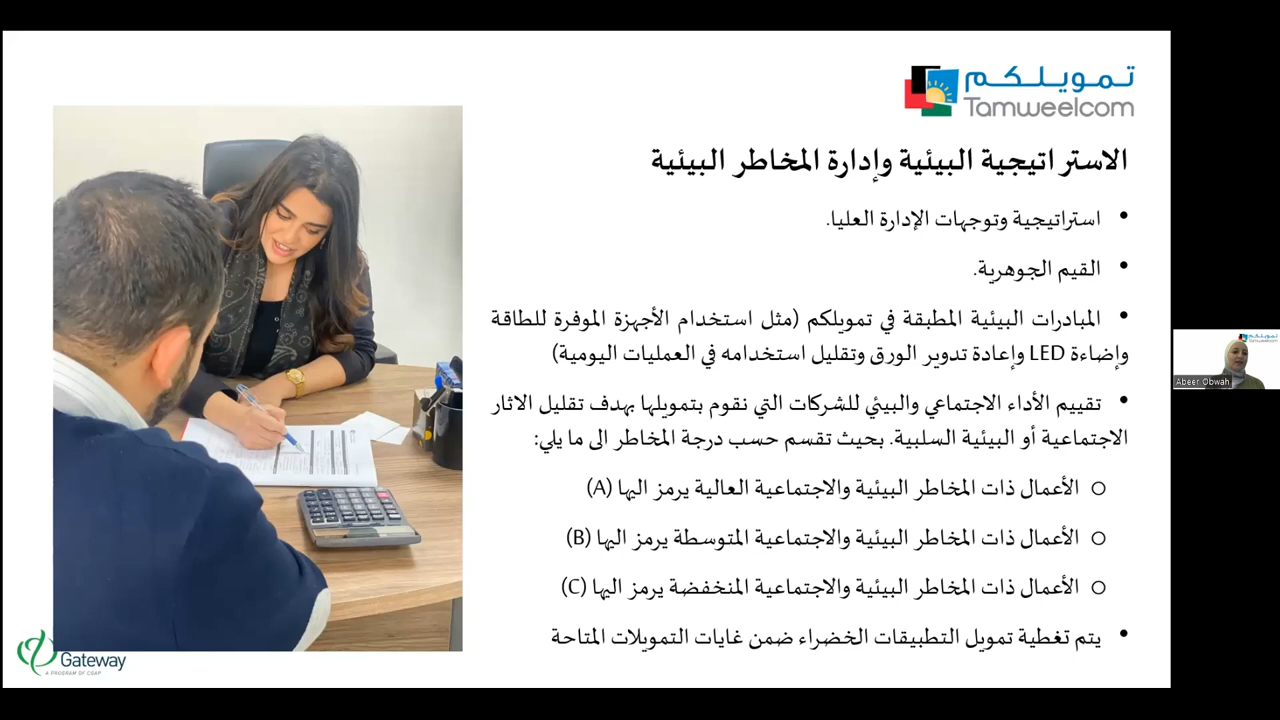 تمويلكم
Tamweelcom
الاستراتيجية البيئية وإدارة المخاطر البيئية
• استراتيجية وتوجهات الإدارة العليا.
• القيم الجوهرية.
• المبادرات البيئية المطبقة في تمويلكم (مثل استخدام الأجهزة الموفرة للطاقة
وإضاءة LED وإعادة تدوير الورق وتقليل استخدامه في العمليات اليومية)
• تقييم الأداء الاجتماعي والبيئي للشركات التي نقوم بتمويلها بهدف تقليل الاثار
الاجتماعية أو البيئية السلبية. بحيث تقسم حسب درجة المخاطر الى ما يلي:
○ الأعمال ذات المخاطر البيئية والاجتماعية العالية يرمز اليها (A)
○ الأعمال ذات المخاطر البيئية والاجتماعية المتوسطة يرمز اليها (B)
○ الأعمال ذات المخاطر البيئية والاجتماعية المنخفضة يرمز اليها (C)
• يتم تغطية تمويل التطبيقات الخضراء ضمن غايات التمويلات المتاحة
Gateway
A PROGRAM OF CGAP
Abeer Obwah